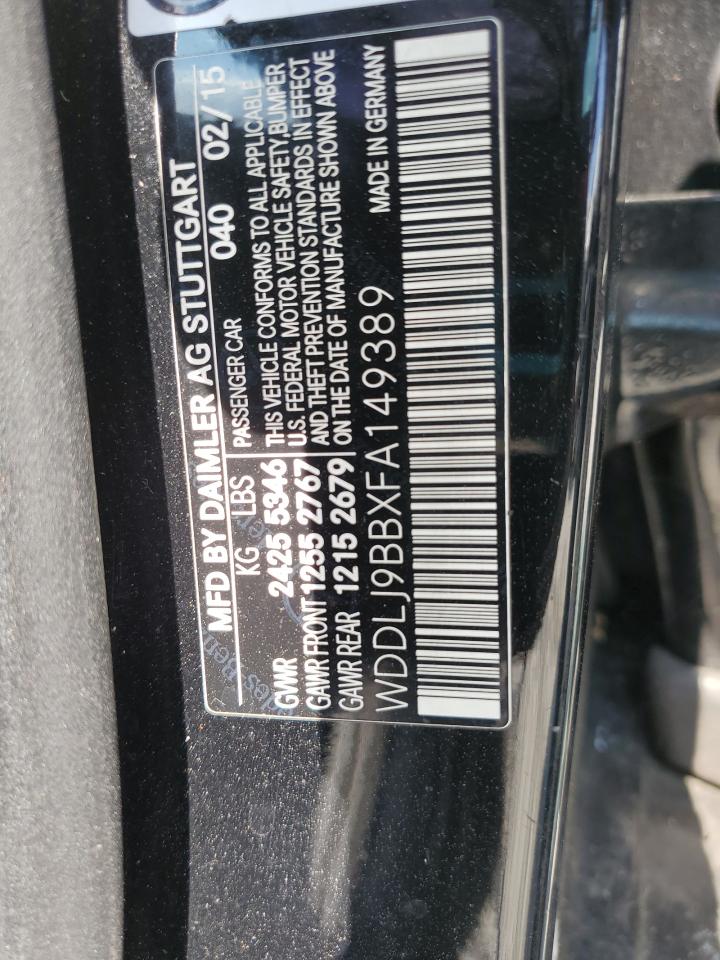 MFD BY DAIMLER AG STUTTGART
040 02/15
KG LBS PASSENGER CAR
GVWR 2425 5346 THIS VEHICLE CONFORMS TO ALL APPLICABLE
GAWR FRONT 1255 2767 U.S. FEDERAL MOTOR VEHICLE SAFETY,BUMPER
GAWR REAR 1215 2679 AND THEFT PREVENTION STANDARDS IN EFFECT
ON THE DATE OF MANUFACTURE SHOWN ABOVE
WDDLJ9BBXFA149389 MADE IN GERMANY